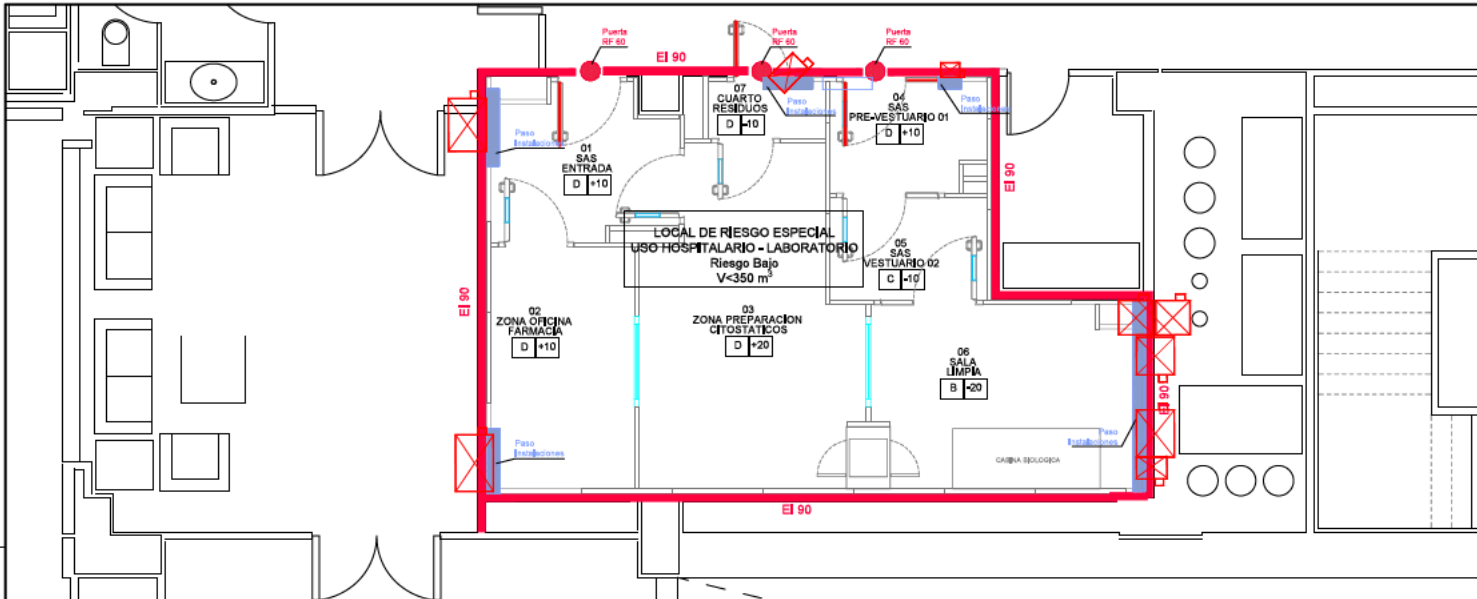 Puerta
RF 60
EI 90
Puerta
RF 60
Puerta
RF 60
07
CUARTO
RESIDUOS
D -10
Paso
Instalaciones
04
SAS
PRE-VESTUARIO 01
D +10
Paso
Instalaciones
Paso
Instalaciones
01
SAS
ENTRADA
D +10
EI 90
LOCAL DE RIESGO ESPECIAL
USO HOSPITALARIO - LABORATORIO
Riesgo Bajo
V<350 m³
05
SAS
VESTUARIO 02
C -10
EI 90
02
ZONA OFICINA
FARMACIA
D +10
03
ZONA PREPARACION
CITOSTATICOS
D +20
06
SALA
LIMPIA
B -20
EI 90
Paso
Instalaciones
Paso
Instalaciones
CABINA BIOLOGICA
EI 90